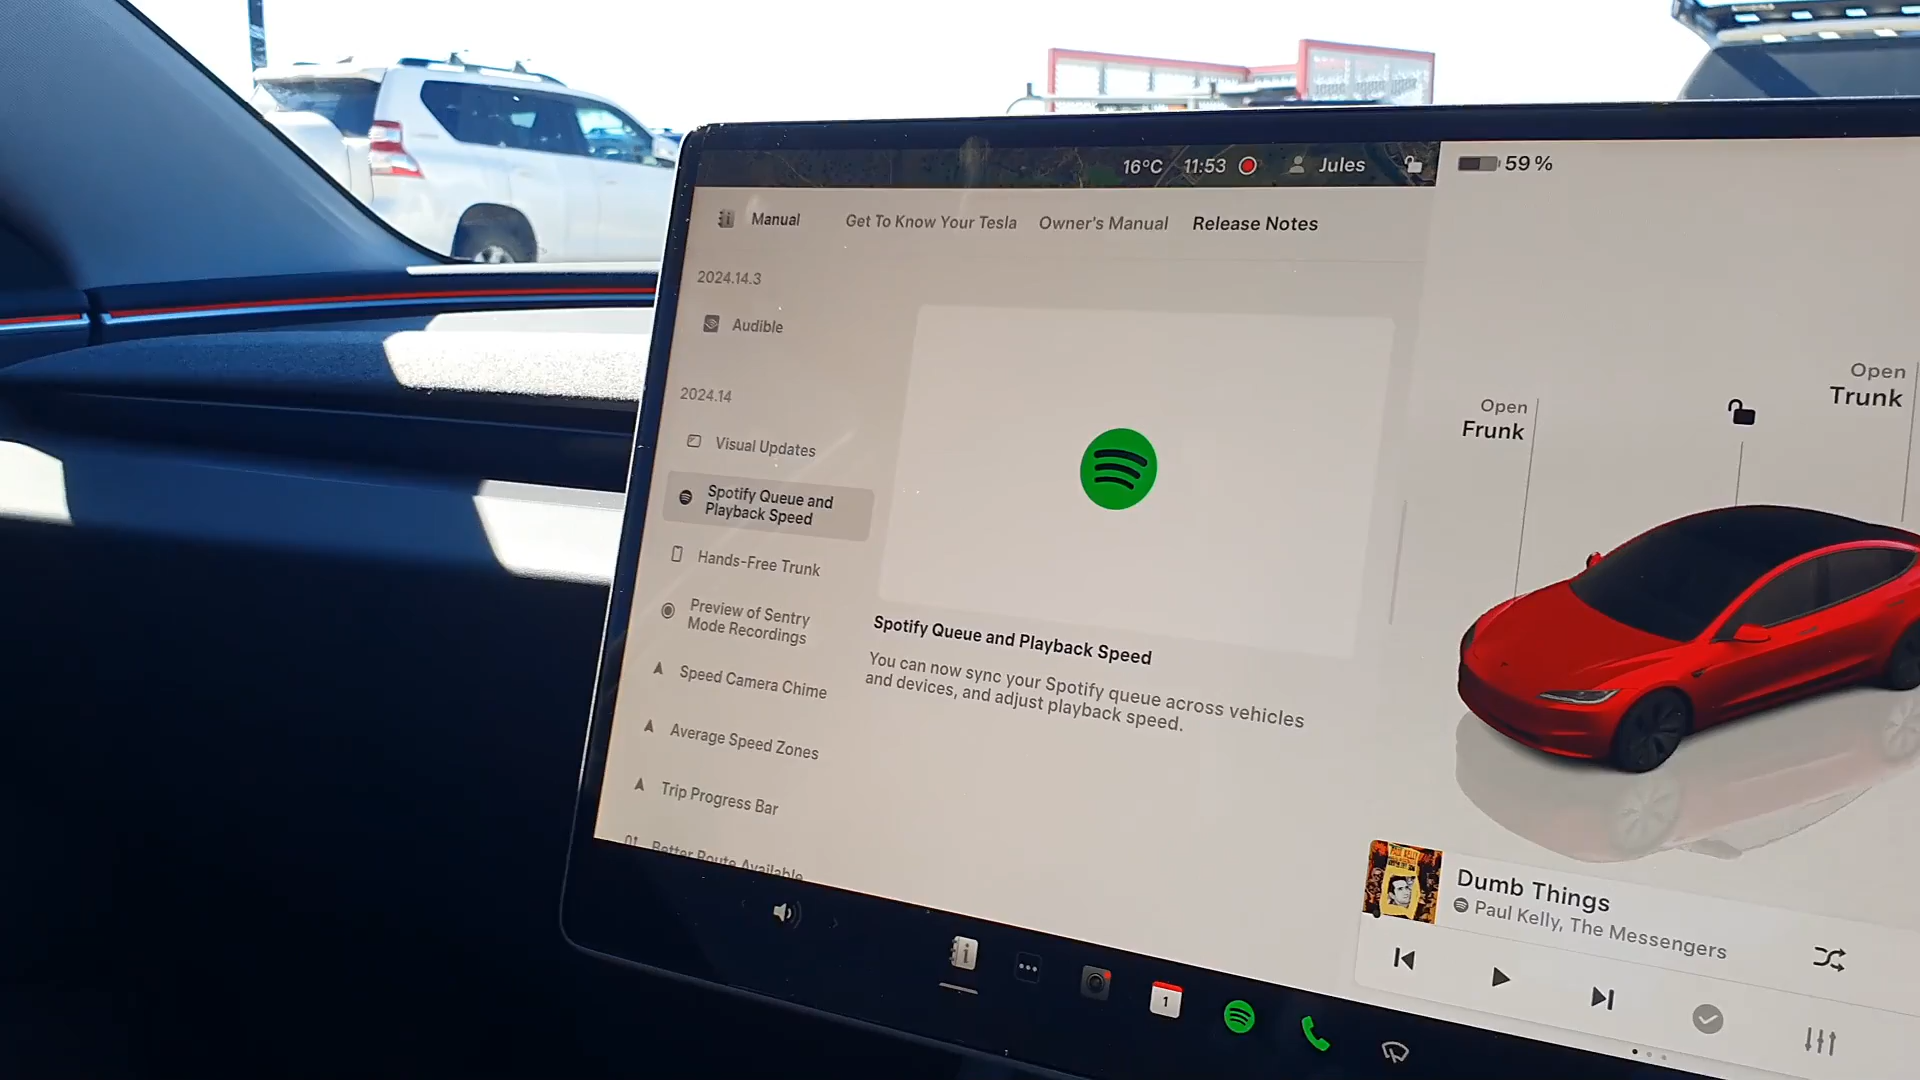 16°C 11:53 Jules
59 %
Manual
Get To Know Your Tesla Owner's Manual Release Notes
2024.14.3
Audible
2024.14
Visual Updates
Spotify Queue and
Playback Speed
Hands-Free Trunk
Preview of Sentry
Mode Recordings
Speed Camera Chime
Average Speed Zones
Trip Progress Bar
Better Route Available
Spotify Queue and Playback Speed
You can now sync your Spotify queue across vehicles
and devices, and adjust playback speed.
Open
Frunk
Open
Trunk
Dumb Things
Paul Kelly, The Messengers
1